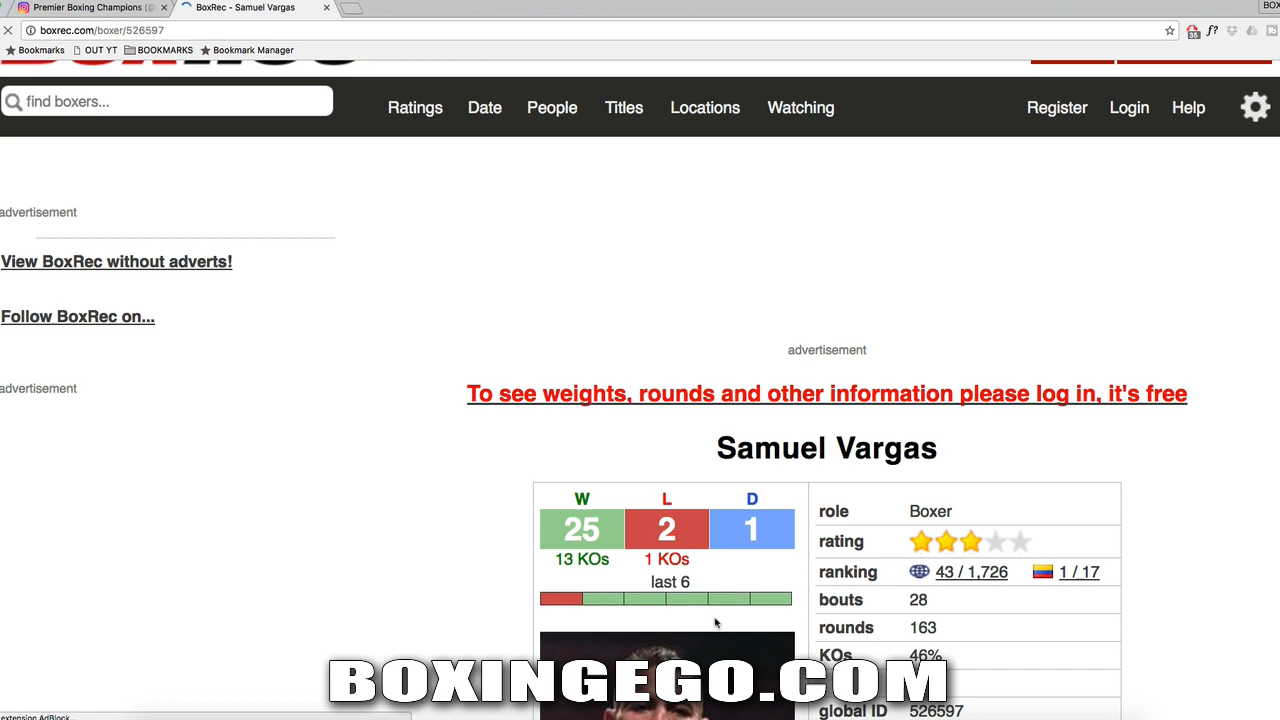 Premier Boxing Champions (@
BoxRec - Samuel Vargas
BOX
boxrec.com/boxer/526597
35
f?
Bookmarks
OUT YT
BOOKMARKS
Bookmark Manager
find boxers...
Ratings
Date
People
Titles
Locations
Watching
Register
Login
Help
advertisement
View BoxRec without adverts!
Follow BoxRec on...
advertisement
advertisement
To see weights, rounds and other information please log in, it's free
Samuel Vargas
W L D
25 2 1
13 KOs 1 KOs
last 6
role Boxer
rating
ranking 43 / 1,726 1 / 17
bouts 28
rounds 163
KOs 46%
global ID 526597
BOXINGEGO.COM
extension AdBlock...